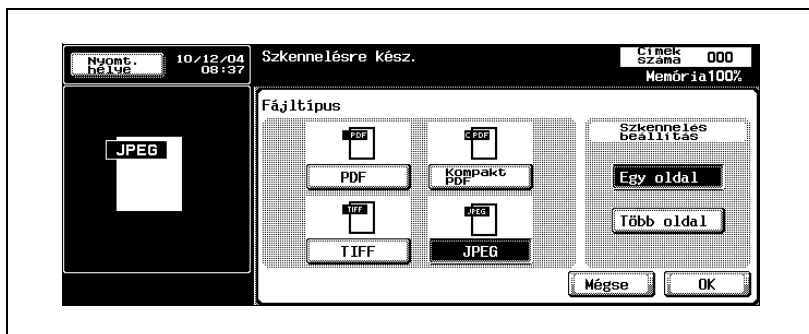 Nyomt. helye
10/12/04
08:37
Szkennelésre kész.
Címek száma 000
Memória100%
JPEG
Fájltípus
PDF
C PDF
PDF
Kompakt PDF
TIFF
JPEG
TIFF
JPEG
Szkennelés beállítás
Egy oldal
Több oldal
Mégse
OK